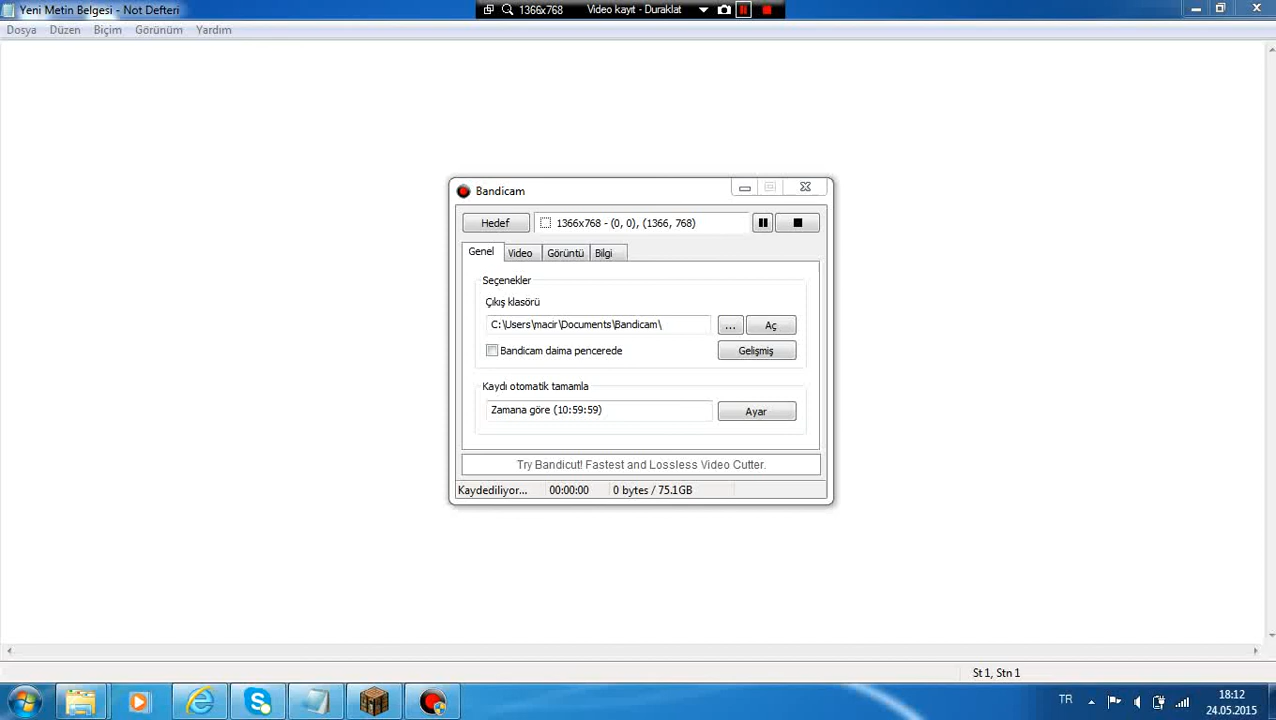 Yeni Metin Belgesi - Not Defteri
1366x768
Video kayıt - Duraklat
Dosya Düzen Biçim Görünüm Yardım
Bandicam
Hedef
1366x768 - (0, 0), (1366, 768)
Genel Video Görüntü Bilgi
Seçenekler
Çıkış klasörü
C:\Users\macir\Documents\Bandicam\
... Aç
Bandicam daima pencerede
Gelişmiş
Kaydı otomatik tamamla
Zamana göre (10:59:59)
Ayar
Try Bandicut! Fastest and Lossless Video Cutter.
Kaydediliyor... 00:00:00 0 bytes / 75.1GB
St 1, Stn 1
TR
18:12
24.05.2015